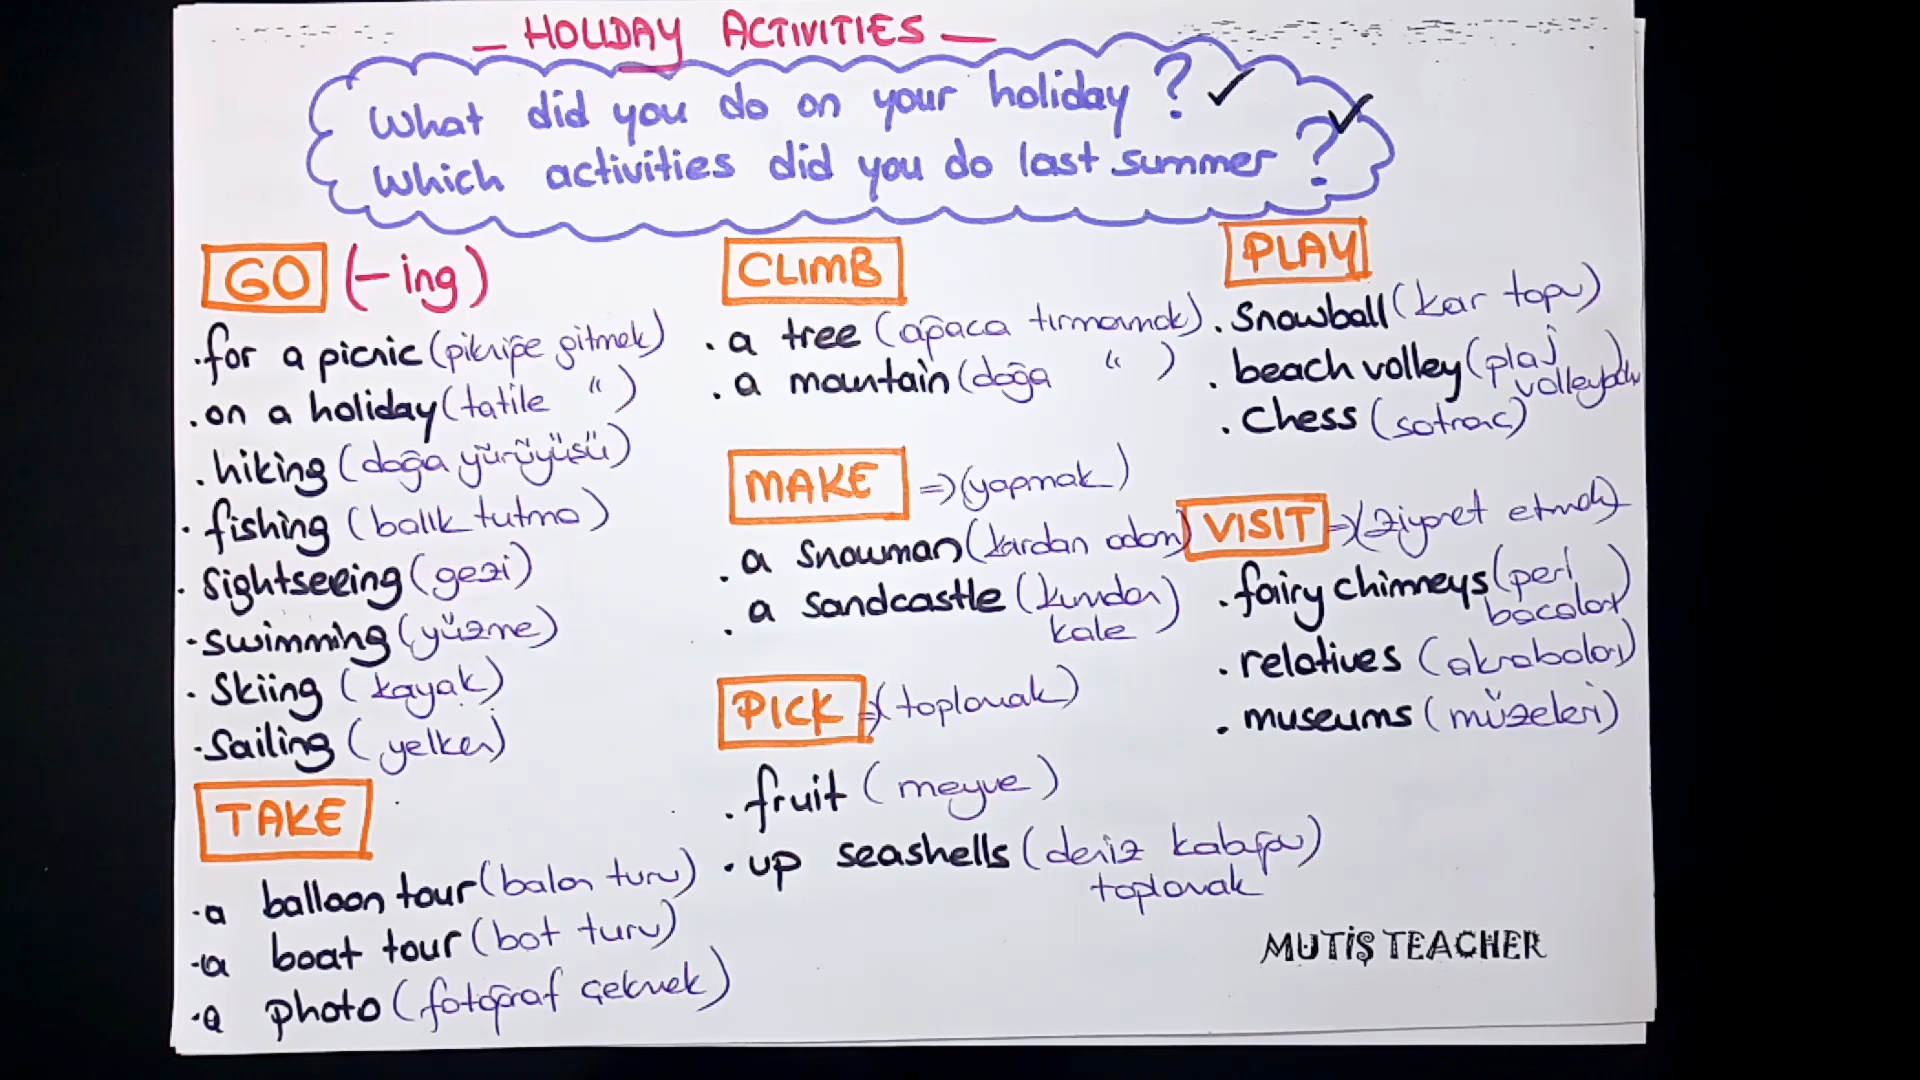 — HOLIDAY ACTIVITIES —
What did you do on your holiday ? ✓
Which activities did you do last summer ? ✓
GO (-ing)
.for a picnic (pikniğe gitmek)
.on a holiday (tatile “)
.hiking (doğa yürüyüşü)
. fishing (balık tutma)
. sightseeing (gezi)
.swimming (yüzme)
. Skiing (kayak)
.Sailing (yelken)
TAKE
.a balloon tour (balon turu)
.a boat tour (bot turu)
.a photo (fotoğraf çekmek)
CLIMB
. a tree (ağaca tırmanmak)
. a mountain (doğa “ )
MAKE =>(yapmak)
. a snowman (kardan adam)
. a sandcastle (kumdan
kale )
PICK =>(toplamak)
. fruit (meyve)
. up seashells (deniz kabuğu)
toplamak
PLAY
. Snowball (kar topu)
. beach volley (plaj
volleybolu)
. Chess (satranç)
VISIT =>(ziyaret etmek)
. fairy chimneys (peri
bacaları)
. relatives (akrabaları)
. museums (müzeleri)
MUTİŞ TEACHER